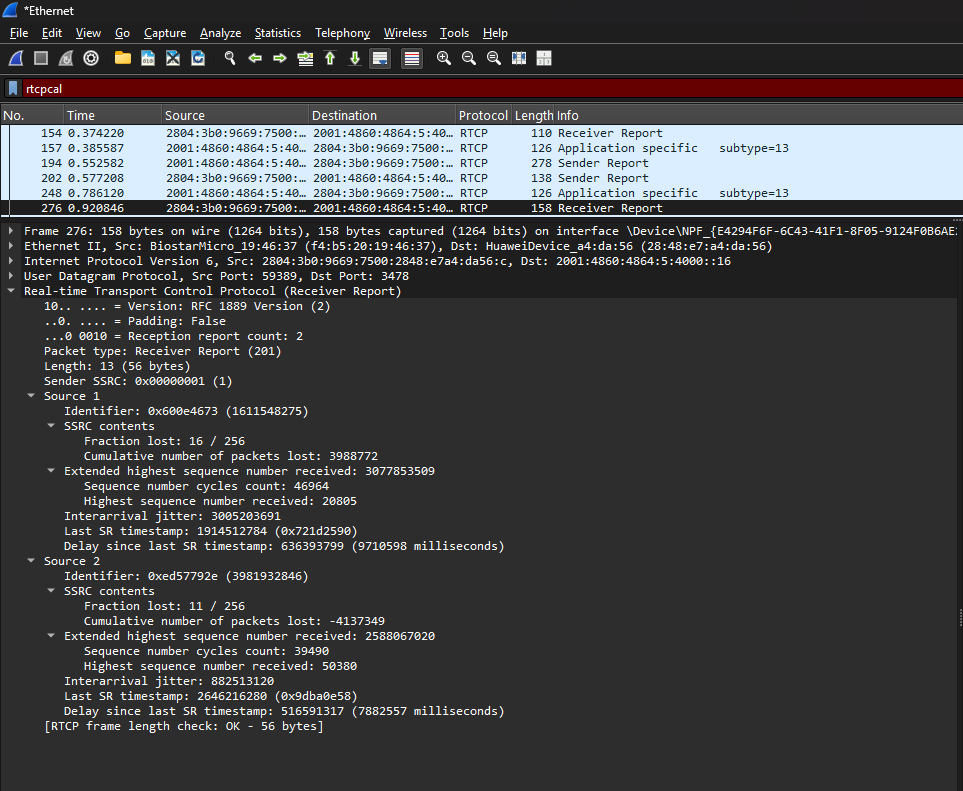 *Ethernet
File Edit View Go Capture Analyze Statistics Telephony Wireless Tools Help
rtcpcal
No. Time Source Destination Protocol Length Info
154 0.374220 2804:3b0:9669:7500:… 2001:4860:4864:5:40… RTCP 110 Receiver Report
157 0.385587 2001:4860:4864:5:40… 2804:3b0:9669:7500:… RTCP 126 Application specific subtype=13
194 0.552582 2001:4860:4864:5:40… 2804:3b0:9669:7500:… RTCP 278 Sender Report
202 0.577208 2804:3b0:9669:7500:… 2001:4860:4864:5:40… RTCP 138 Sender Report
248 0.786120 2001:4860:4864:5:40… 2804:3b0:9669:7500:… RTCP 126 Application specific subtype=13
276 0.920846 2804:3b0:9669:7500:… 2001:4860:4864:5:40… RTCP 158 Receiver Report
Frame 276: 158 bytes on wire (1264 bits), 158 bytes captured (1264 bits) on interface \Device\NPF_{E4294F6F-6C43-41F1-8F05-9124F0B6AE
Ethernet II, Src: BiostarMicro_19:46:37 (f4:b5:20:19:46:37), Dst: HuaweiDevice_a4:da:56 (28:48:e7:a4:da:56)
Internet Protocol Version 6, Src: 2804:3b0:9669:7500:2848:e7a4:da56:c, Dst: 2001:4860:4864:5:4000::16
User Datagram Protocol, Src Port: 59389, Dst Port: 3478
Real-time Transport Control Protocol (Receiver Report)
10.. .... = Version: RFC 1889 Version (2)
..0. .... = Padding: False
...0 0010 = Reception report count: 2
Packet type: Receiver Report (201)
Length: 13 (56 bytes)
Sender SSRC: 0x00000001 (1)
Source 1
Identifier: 0x600e4673 (1611548275)
SSRC contents
Fraction lost: 16 / 256
Cumulative number of packets lost: 3988772
Extended highest sequence number received: 3077853509
Sequence number cycles count: 46964
Highest sequence number received: 20805
Interarrival jitter: 3005203691
Last SR timestamp: 1914512784 (0x721d2590)
Delay since last SR timestamp: 636393799 (9710598 milliseconds)
Source 2
Identifier: 0xed57792e (3981932846)
SSRC contents
Fraction lost: 11 / 256
Cumulative number of packets lost: -4137349
Extended highest sequence number received: 2588067020
Sequence number cycles count: 39490
Highest sequence number received: 50380
Interarrival jitter: 882513120
Last SR timestamp: 2646216280 (0x9dba0e58)
Delay since last SR timestamp: 516591317 (7882557 milliseconds)
[RTCP frame length check: OK - 56 bytes]